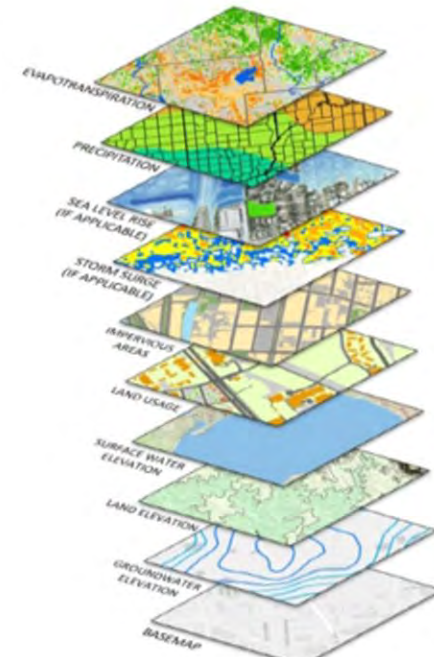 EVAPOTRANSPIRATION
PRECIPITATION
SEA LEVEL RISE
(IF APPLICABLE)
STORM SURGE
(IF APPLICABLE)
IMPERVIOUS
AREAS
LAND USAGE
SURFACE WATER
ELEVATION
LAND ELEVATION
GROUNDWATER
ELEVATION
BASEMAP